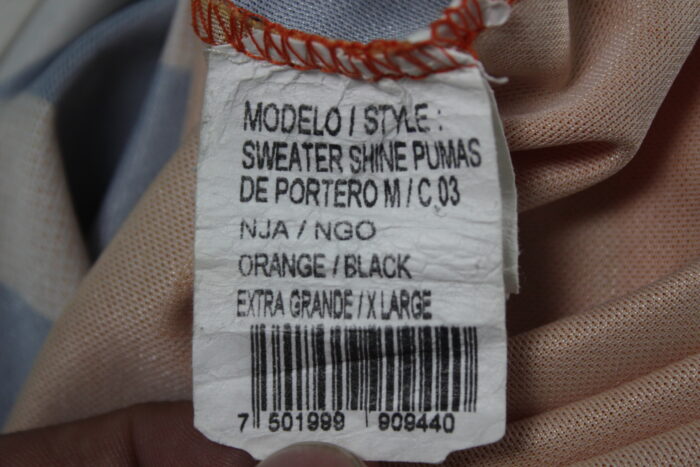 MODELO / STYLE :
SWEATER SHINE PUMAS
DE PORTERO M / C,03
NJA / NGO
ORANGE / BLACK
EXTRA GRANDE / X LARGE
7 501999 909440